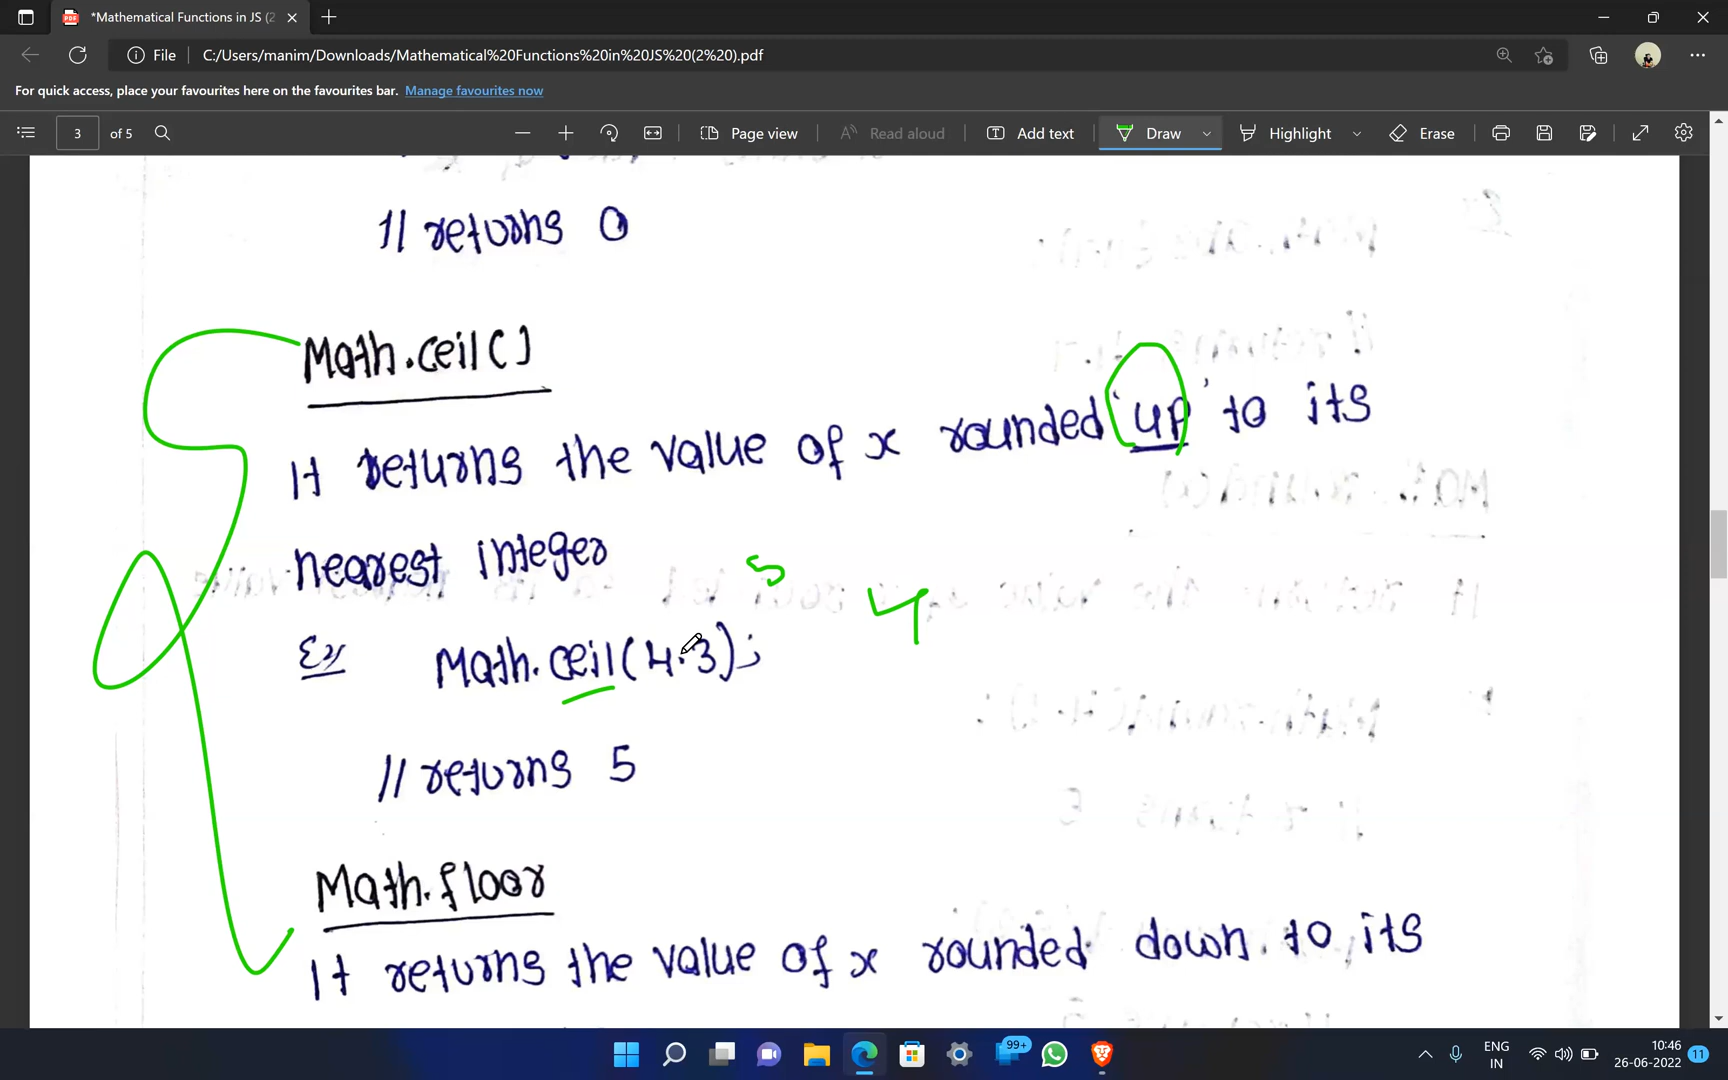 *Mathematical Functions in JS (2
File C:/Users/manim/Downloads/Mathematical%20Functions%20in%20JS%20(2%20).pdf
For quick access, place your favourites here on the favourites bar. Manage favourites now
3 of 5 Page view Read aloud Add text Draw Highlight Erase
// returns 0
Math.ceil()
It returns the value of x rounded 'up' to its
nearest integer
5
4
Ex Math.ceil(4.3);
// returns 5
Math.floor
It returns the value of x rounded down to its
99+
ENG
IN
10:46
26-06-2022
11